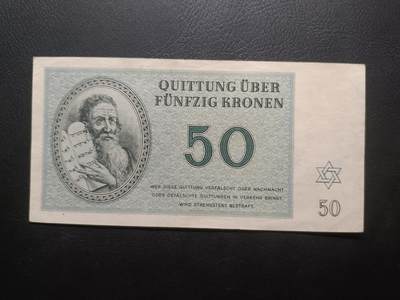 QUITTUNG ÜBER
FÜNFZIG KRONEN
50
WER DIESE QUITTUNG VERFÄLSCHT ODER NACHMACHT
ODER GEFÄLSCHTE QUITTUNGEN IN VERKEHR BRINGT,
WIRD STRENGSTENS BESTRAFT.
50